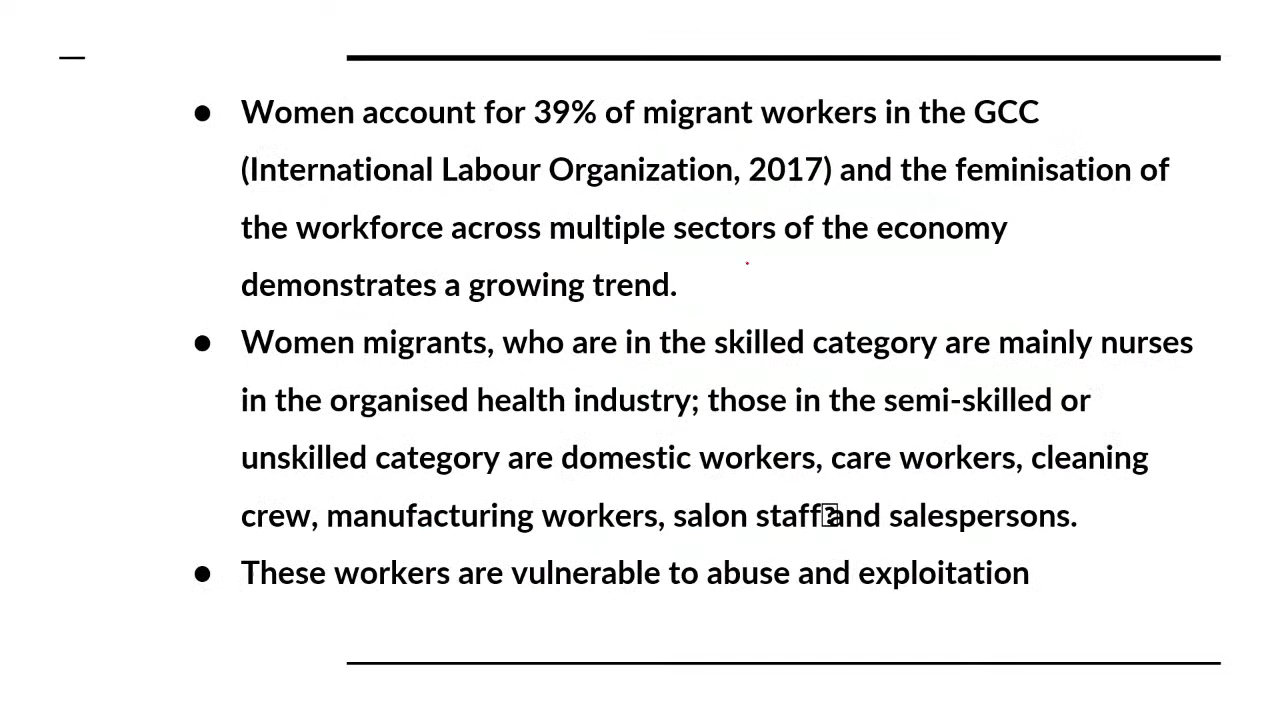 ● Women account for 39% of migrant workers in the GCC
(International Labour Organization, 2017) and the feminisation of
the workforce across multiple sectors of the economy
demonstrates a growing trend.
● Women migrants, who are in the skilled category are mainly nurses
in the organised health industry; those in the semi-skilled or
unskilled category are domestic workers, care workers, cleaning
crew, manufacturing workers, salon staff�and salespersons.
● These workers are vulnerable to abuse and exploitation